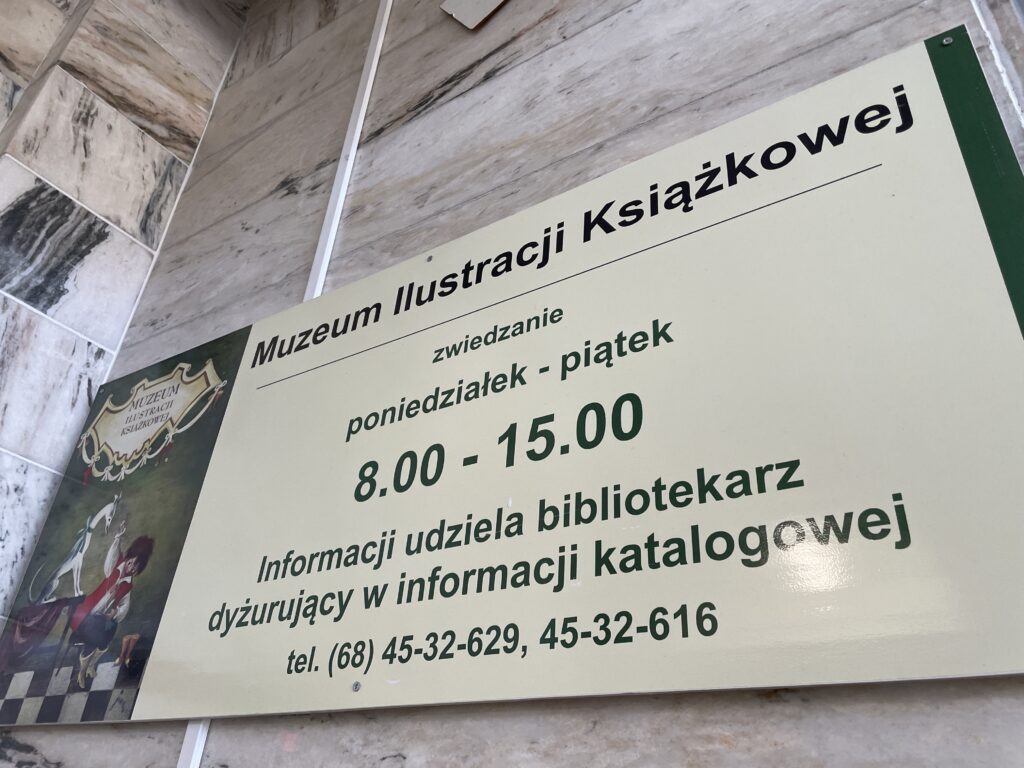 Muzeum Ilustracji Książkowej
zwiedzanie
poniedziałek - piątek
8.00 - 15.00
Informacji udziela bibliotekarz
dyżurujący w informacji katalogowej
tel. (68) 45-32-629, 45-32-616
MUZEUM
ILUSTRACJI
KSIĄŻKOWEJ